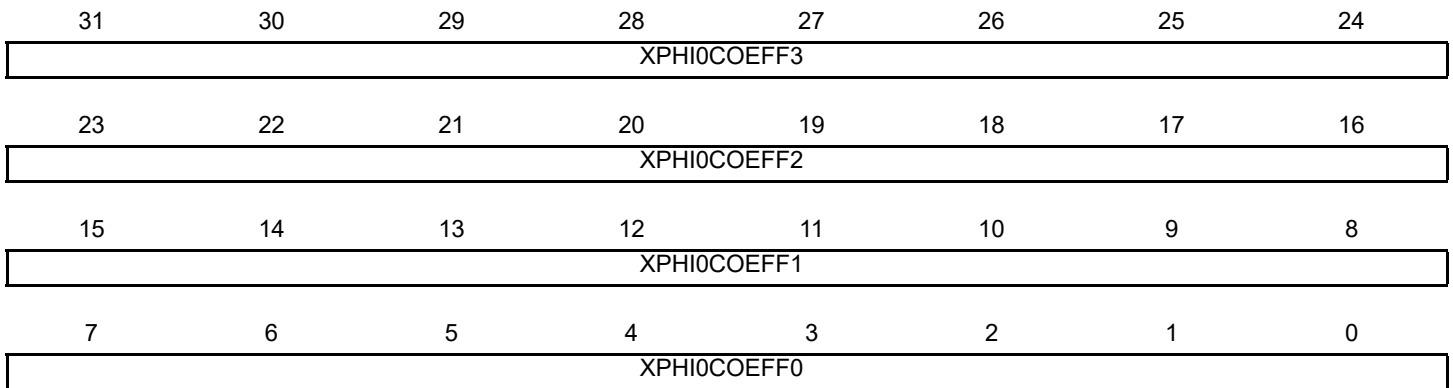 31 30 29 28 27 26 25 24
XPHI0COEFF3
23 22 21 20 19 18 17 16
XPHI0COEFF2
15 14 13 12 11 10 9 8
XPHI0COEFF1
7 6 5 4 3 2 1 0
XPHI0COEFF0